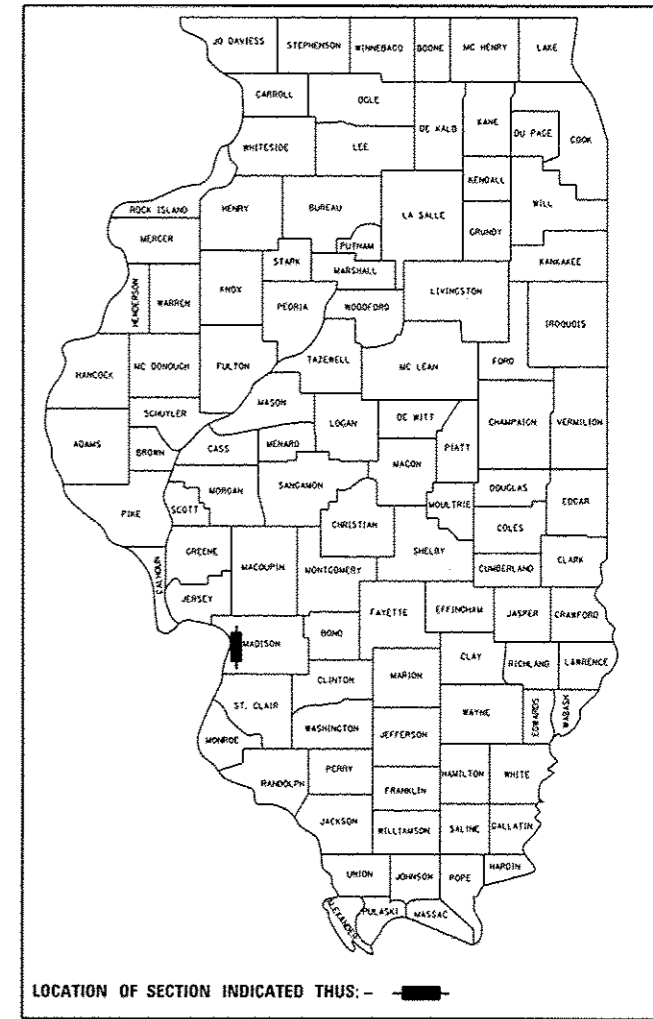 JO DAVIESS
STEPHENSON
WINNEBAGO
BOONE
MC HENRY
LAKE
CARROLL
OGLE
DE KALB
KANE
DU PAGE
COOK
WHITESIDE
LEE
KENDALL
WILL
ROCK ISLAND
HENRY
BUREAU
LA SALLE
GRUNDY
MERCER
PUTNAM
STARK
MARSHALL
KANKAKEE
HENDERSON
WARREN
KNOX
PEORIA
WOODFORD
LIVINGSTON
IROQUOIS
HANCOCK
MC DONOUGH
FULTON
TAZEWELL
MC LEAN
FORD
SCHUYLER
MASON
LOGAN
DE WITT
CHAMPAIGN
VERMILION
ADAMS
BROWN
CASS
MENARD
PIATT
MACON
PIKE
SCOTT
MORGAN
SANGAMON
CHRISTIAN
MOULTRIE
DOUGLAS
COLES
EDGAR
CALHOUN
GREENE
MACOUPIN
MONTGOMERY
SHELBY
CUMBERLAND
CLARK
JERSEY
FAYETTE
EFFINGHAM
JASPER
CRAWFORD
MADISON
BOND
CLAY
RICHLAND
LAWRENCE
CLINTON
MARION
ST. CLAIR
WAYNE
EDWARDS
WABASH
MONROE
WASHINGTON
JEFFERSON
RANDOLPH
PERRY
FRANKLIN
HAMILTON
WHITE
JACKSON
WILLIAMSON
SALINE
GALLATIN
UNION
JOHNSON
POPE
HARDIN
ALEXANDER
PULASKI
MASSAC
LOCATION OF SECTION INDICATED THUS: -